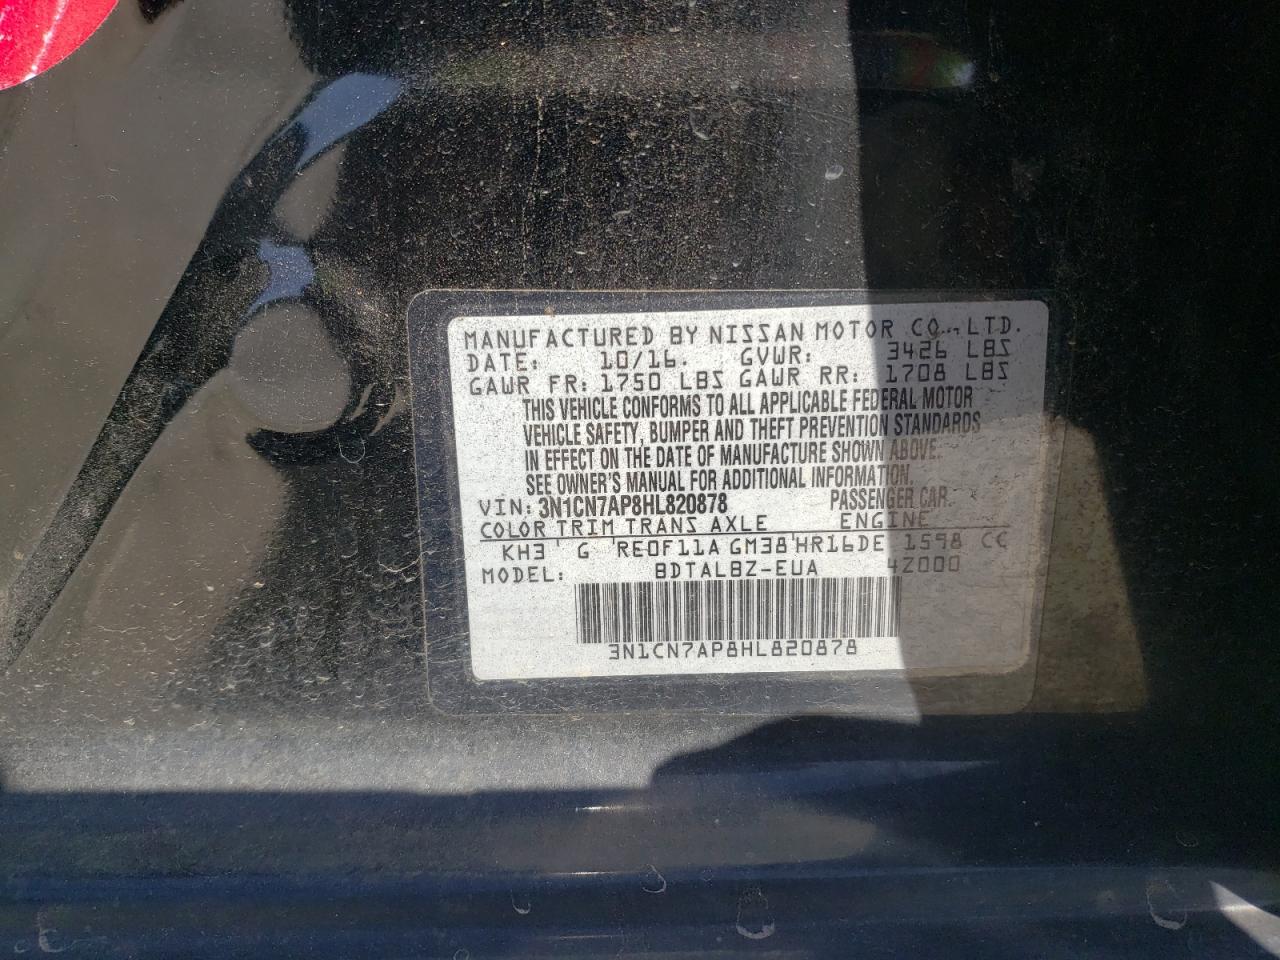 MANUFACTURED BY NISSAN MOTOR CO., LTD.
DATE: 10/16. GVWR: 3426 LBS
GAWR FR: 1750 LBS GAWR RR: 1708 LBS
THIS VEHICLE CONFORMS TO ALL APPLICABLE FEDERAL MOTOR
VEHICLE SAFETY, BUMPER AND THEFT PREVENTION STANDARDS
IN EFFECT ON THE DATE OF MANUFACTURE SHOWN ABOVE.
SEE OWNER'S MANUAL FOR ADDITIONAL INFORMATION.
VIN: 3N1CN7AP8HL820878 PASSENGER CAR
COLOR TRIM TRANS AXLE ENGINE
KH3 G RE0F11A GM38 HR16DE 1598 CC
MODEL: BDTALBZ-EUA 4Z000
3N1CN7AP8HL820878